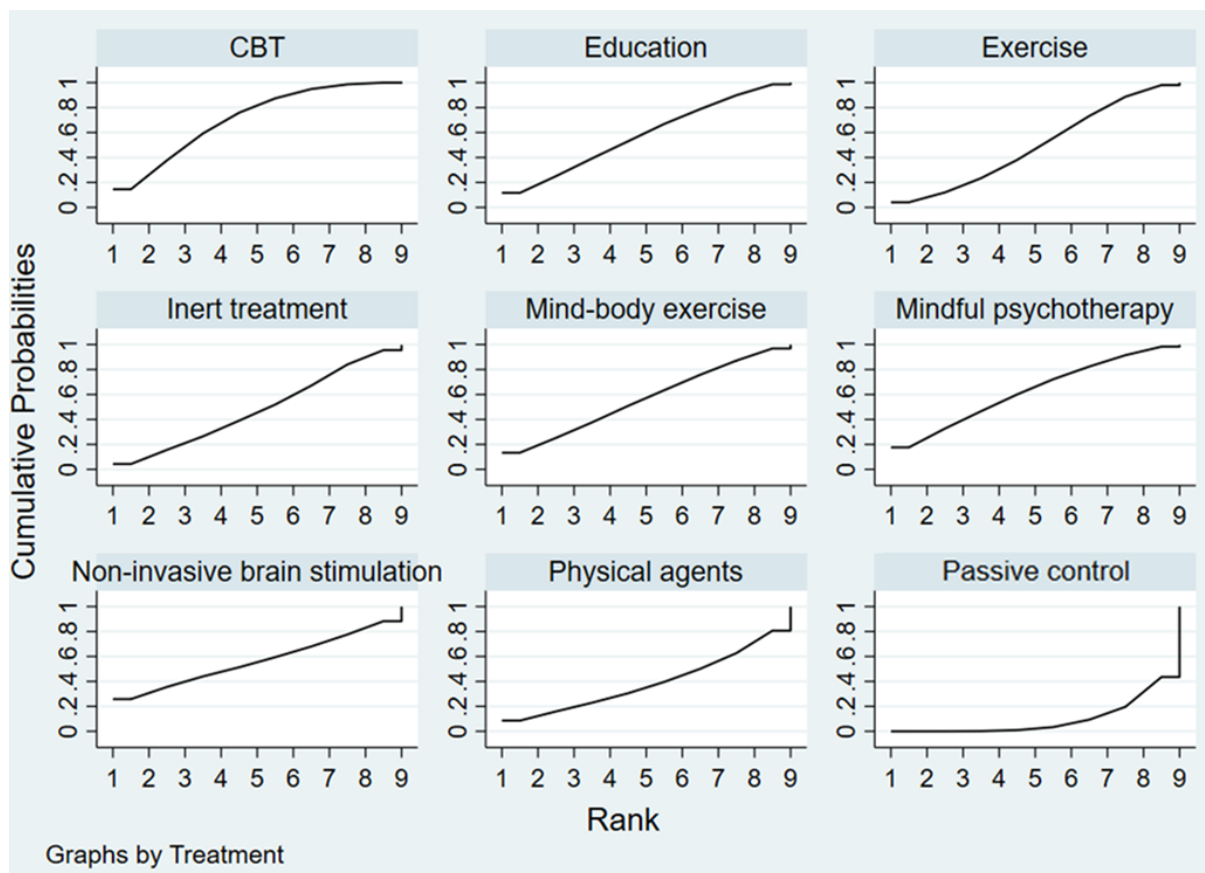 CBT
Education
Exercise
0 .2 .4 .6 .8 1
0 .2 .4 .6 .8 1
0 .2 .4 .6 .8 1
1 2 3 4 5 6 7 8 9
1 2 3 4 5 6 7 8 9
1 2 3 4 5 6 7 8 9
Inert treatment
Mind-body exercise
Mindful psychotherapy
0 .2 .4 .6 .8 1
0 .2 .4 .6 .8 1
0 .2 .4 .6 .8 1
1 2 3 4 5 6 7 8 9
1 2 3 4 5 6 7 8 9
1 2 3 4 5 6 7 8 9
Non-invasive brain stimulation
Physical agents
Passive control
0 .2 .4 .6 .8 1
0 .2 .4 .6 .8 1
0 .2 .4 .6 .8 1
1 2 3 4 5 6 7 8 9
1 2 3 4 5 6 7 8 9
1 2 3 4 5 6 7 8 9
Cumulative Probabilities
Rank
Graphs by Treatment